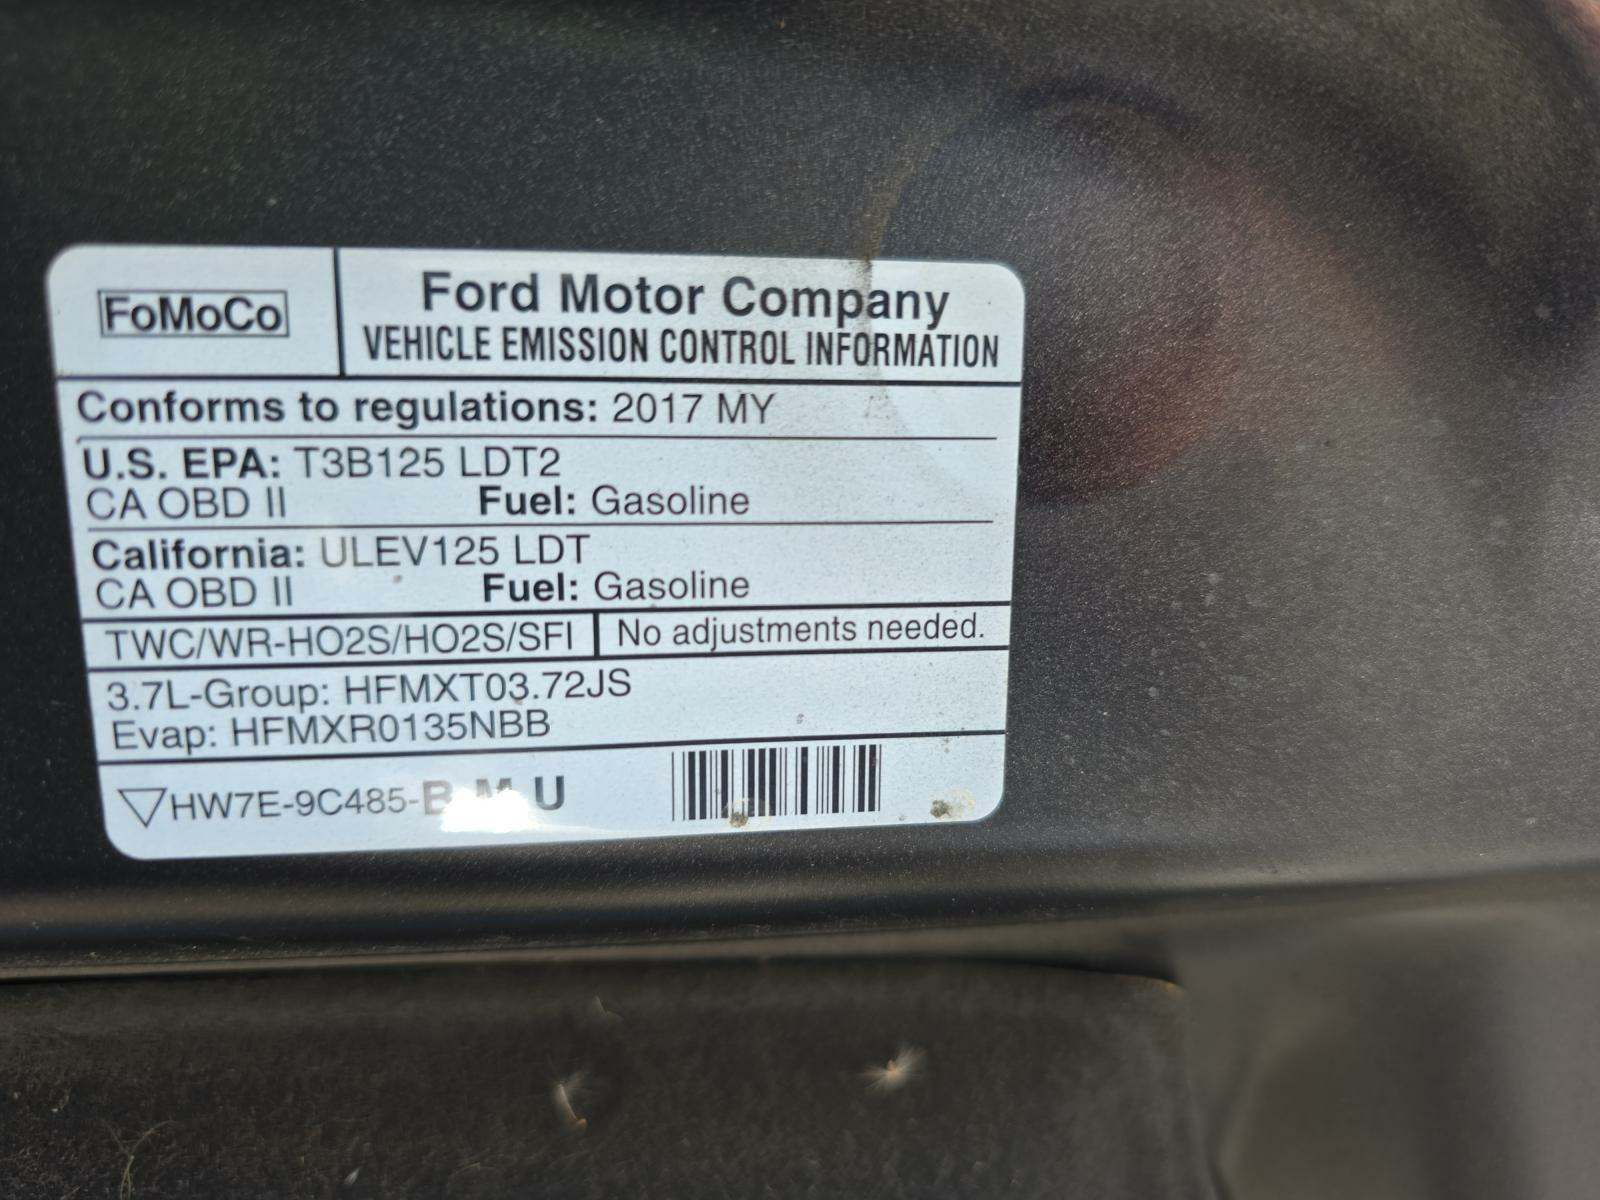 FoMoCo
Ford Motor Company
VEHICLE EMISSION CONTROL INFORMATION
Conforms to regulations: 2017 MY
U.S. EPA: T3B125 LDT2
CA OBD II Fuel: Gasoline
California: ULEV125 LDT
CA OBD II Fuel: Gasoline
TWC/WR-HO2S/HO2S/SFI No adjustments needed.
3.7L-Group: HFMXT03.72JS
Evap: HFMXR0135NBB
HW7E-9C485- U